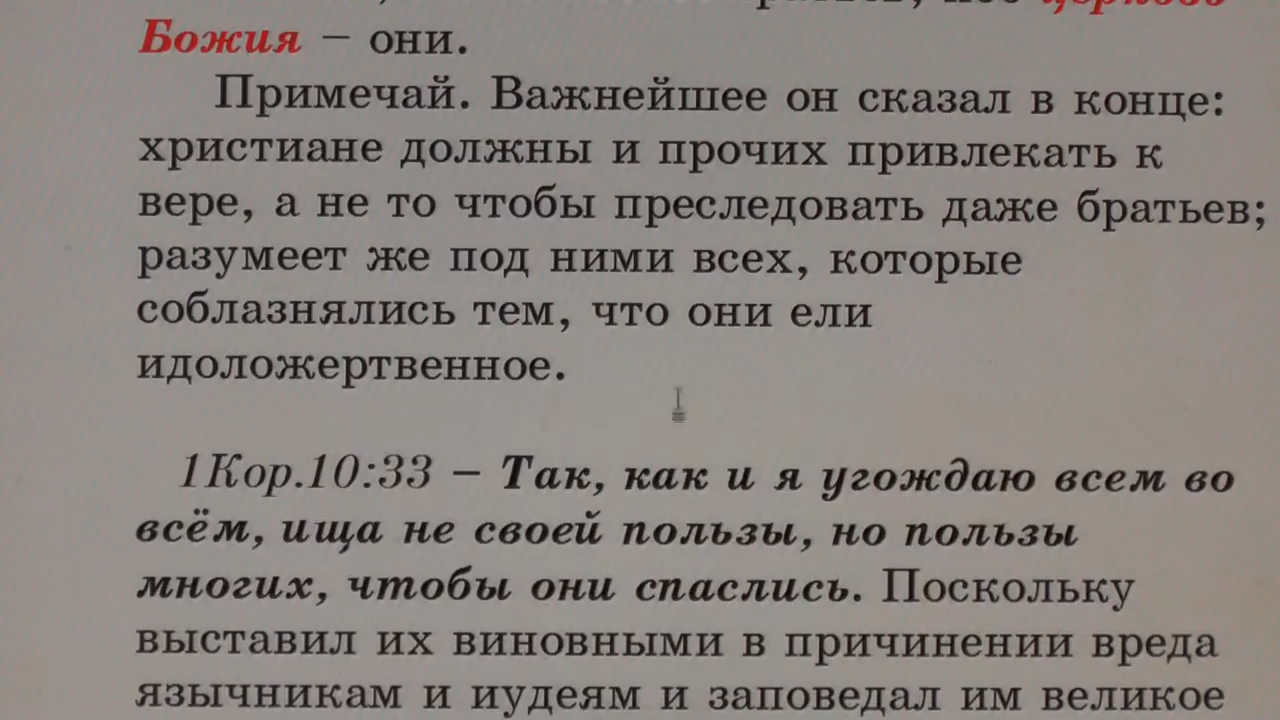 Божия – они.
Примечай. Важнейшее он сказал в конце:
христиане должны и прочих привлекать к
вере, а не то чтобы преследовать даже братьев;
разумеет же под ними всех, которые
соблазнялись тем, что они ели
идоложертвенное.
1Кор.10:33 – Так, как и я угождаю всем во
всём, ища не своей пользы, но пользы
многих, чтобы они спаслись. Поскольку
выставил их виновными в причинении вреда
язычникам и иудеям и заповедал им великое